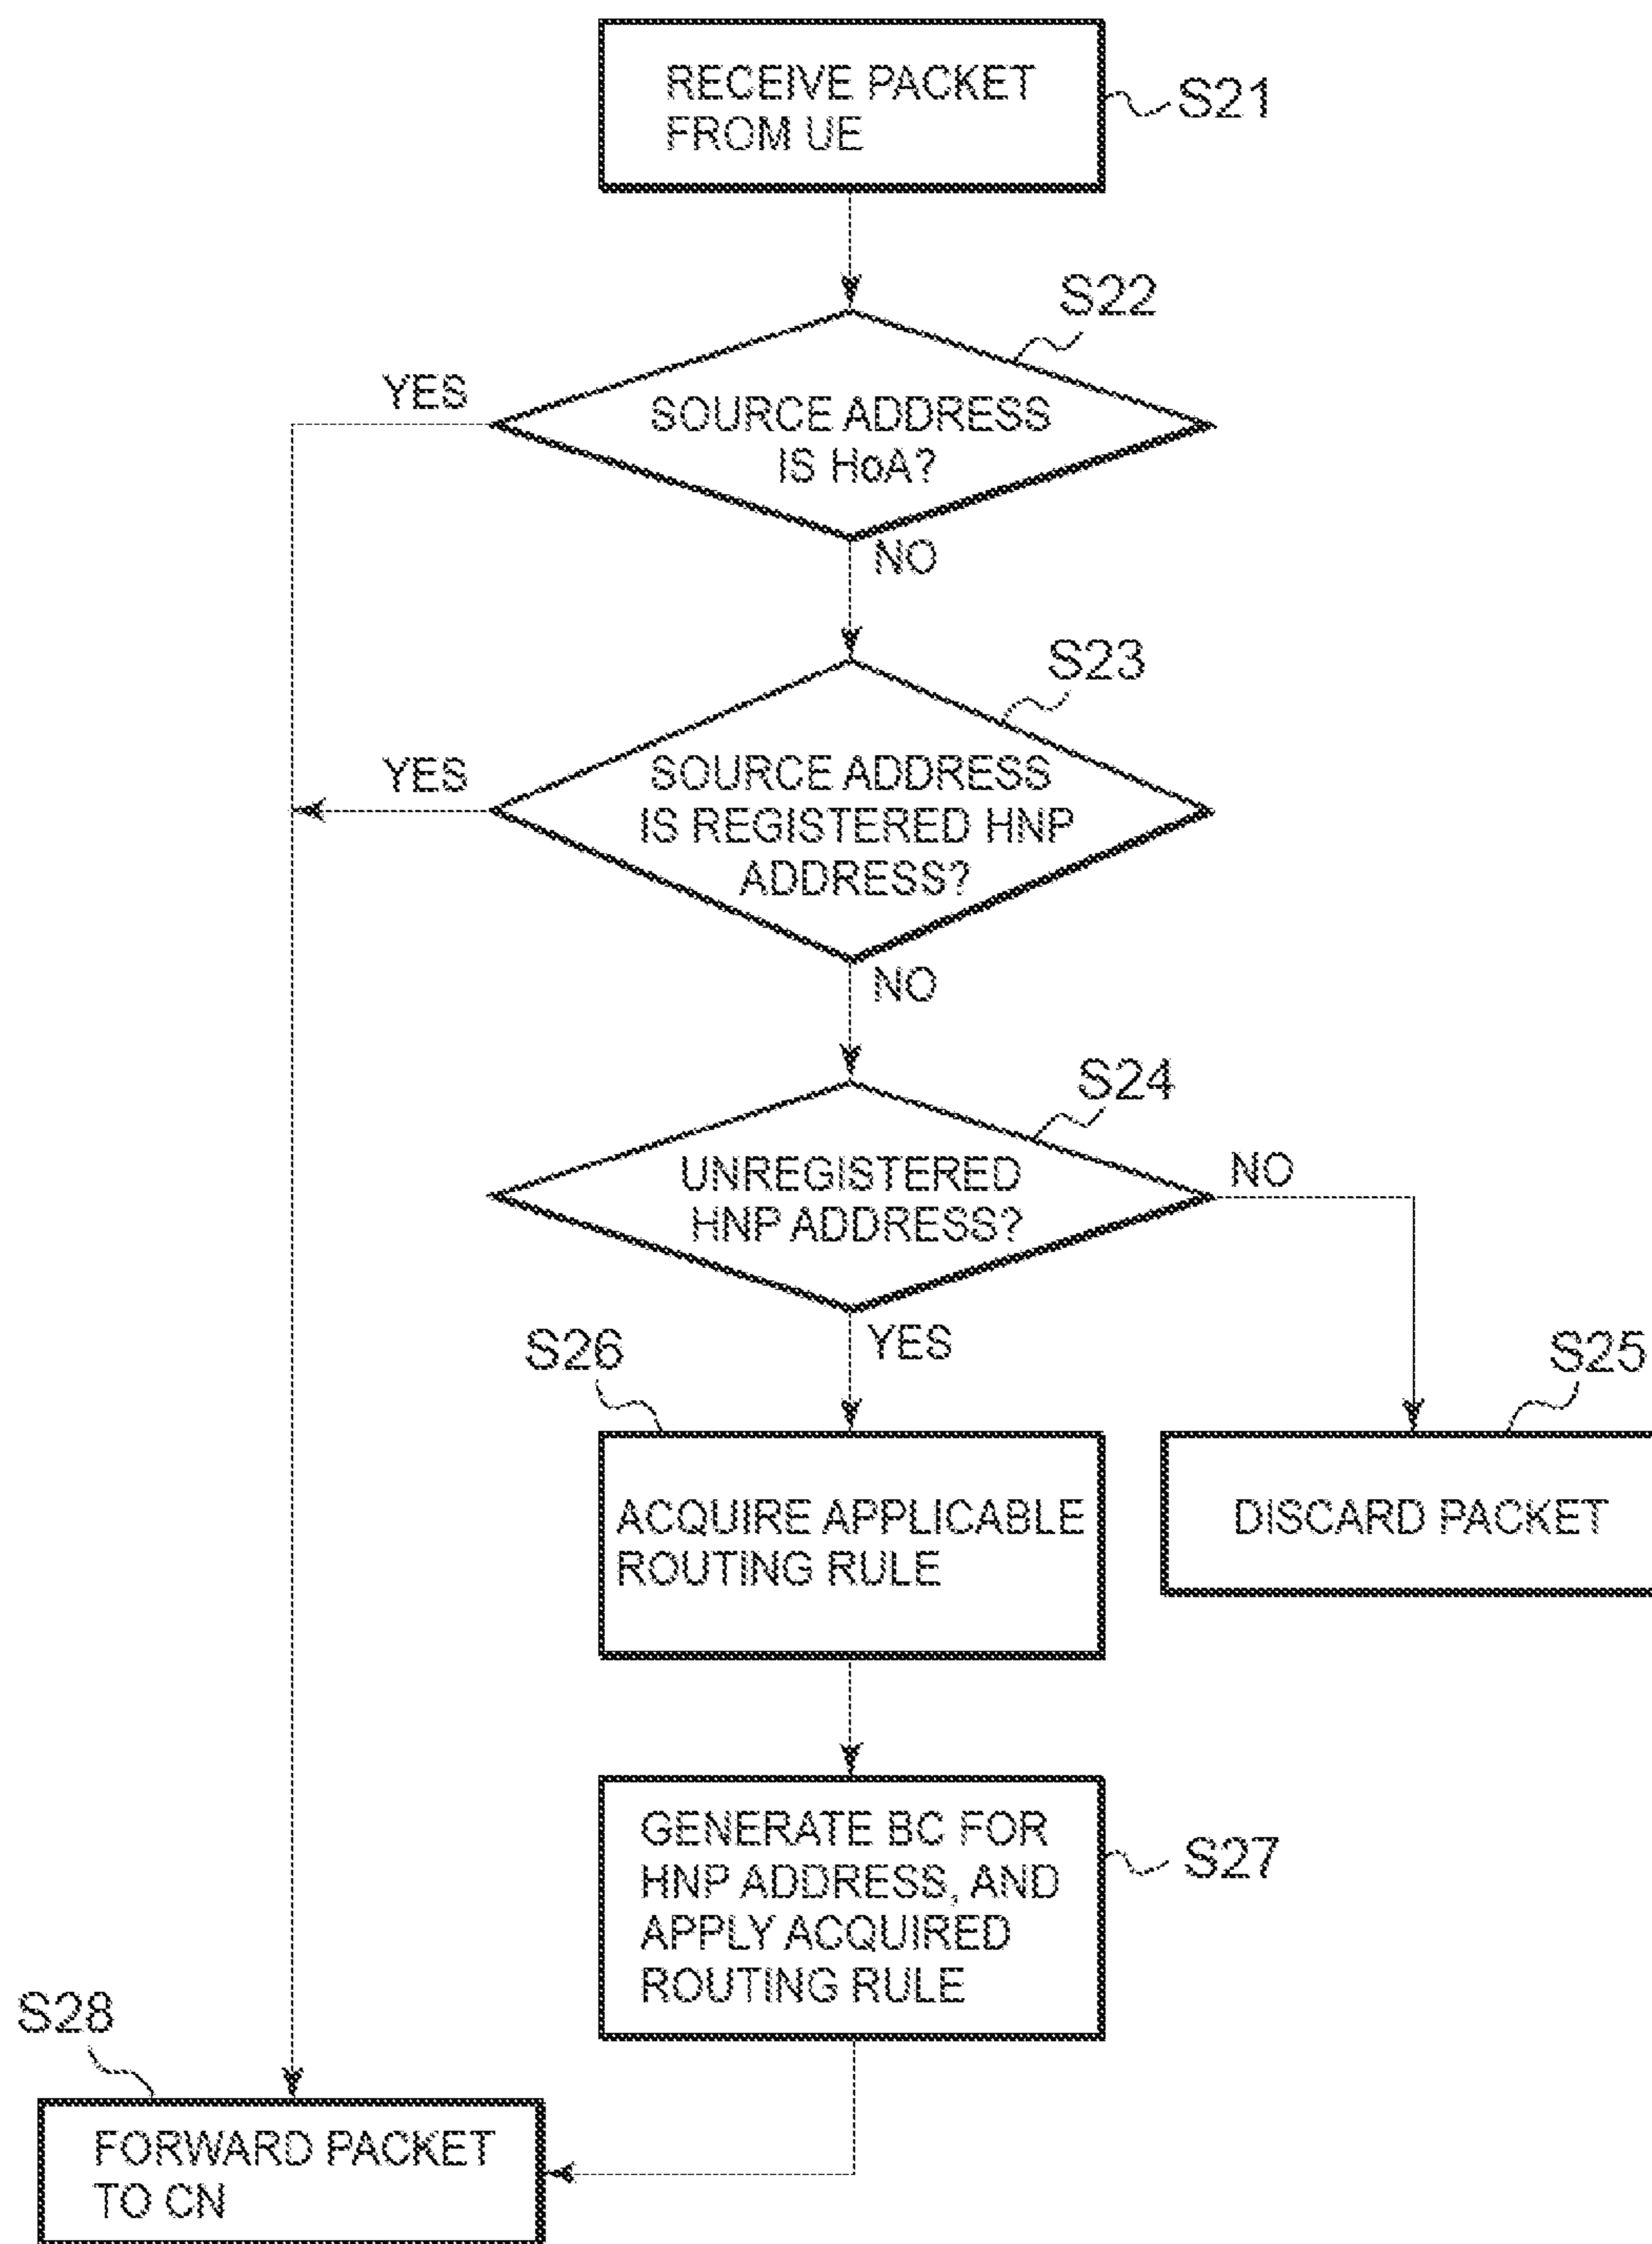 RECEIVE PACKET
FROM UE
S21
S22
YES
SOURCE ADDRESS
IS HoA?
NO
S23
YES
SOURCE ADDRESS
IS REGISTERED HNP
ADDRESS?
NO
S24
UNREGISTERED
HNP ADDRESS?
NO
YES
S26
S25
ACQUIRE APPLICABLE
ROUTING RULE
DISCARD PACKET
GENERATE BC FOR
HNP ADDRESS, AND
APPLY ACQUIRED
ROUTING RULE
S27
S28
FORWARD PACKET
TO CN